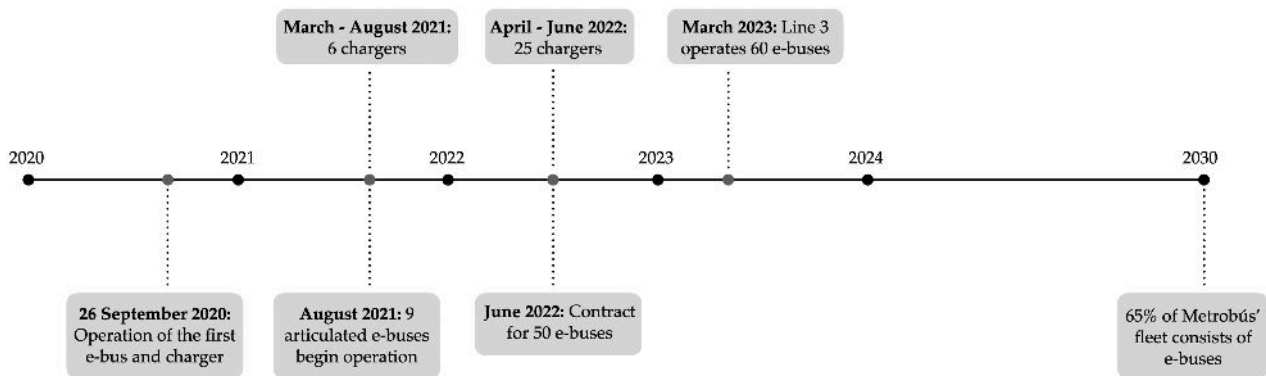 March - August 2021:
6 chargers
April - June 2022:
25 chargers
March 2023: Line 3
operates 60 e-buses
2020
2021
2022
2023
2024
2030
26 September 2020:
Operation of the first
e-bus and charger
August 2021: 9
articulated e-buses
begin operation
June 2022: Contract
for 50 e-buses
65% of Metrobús'
fleet consists of
e-buses